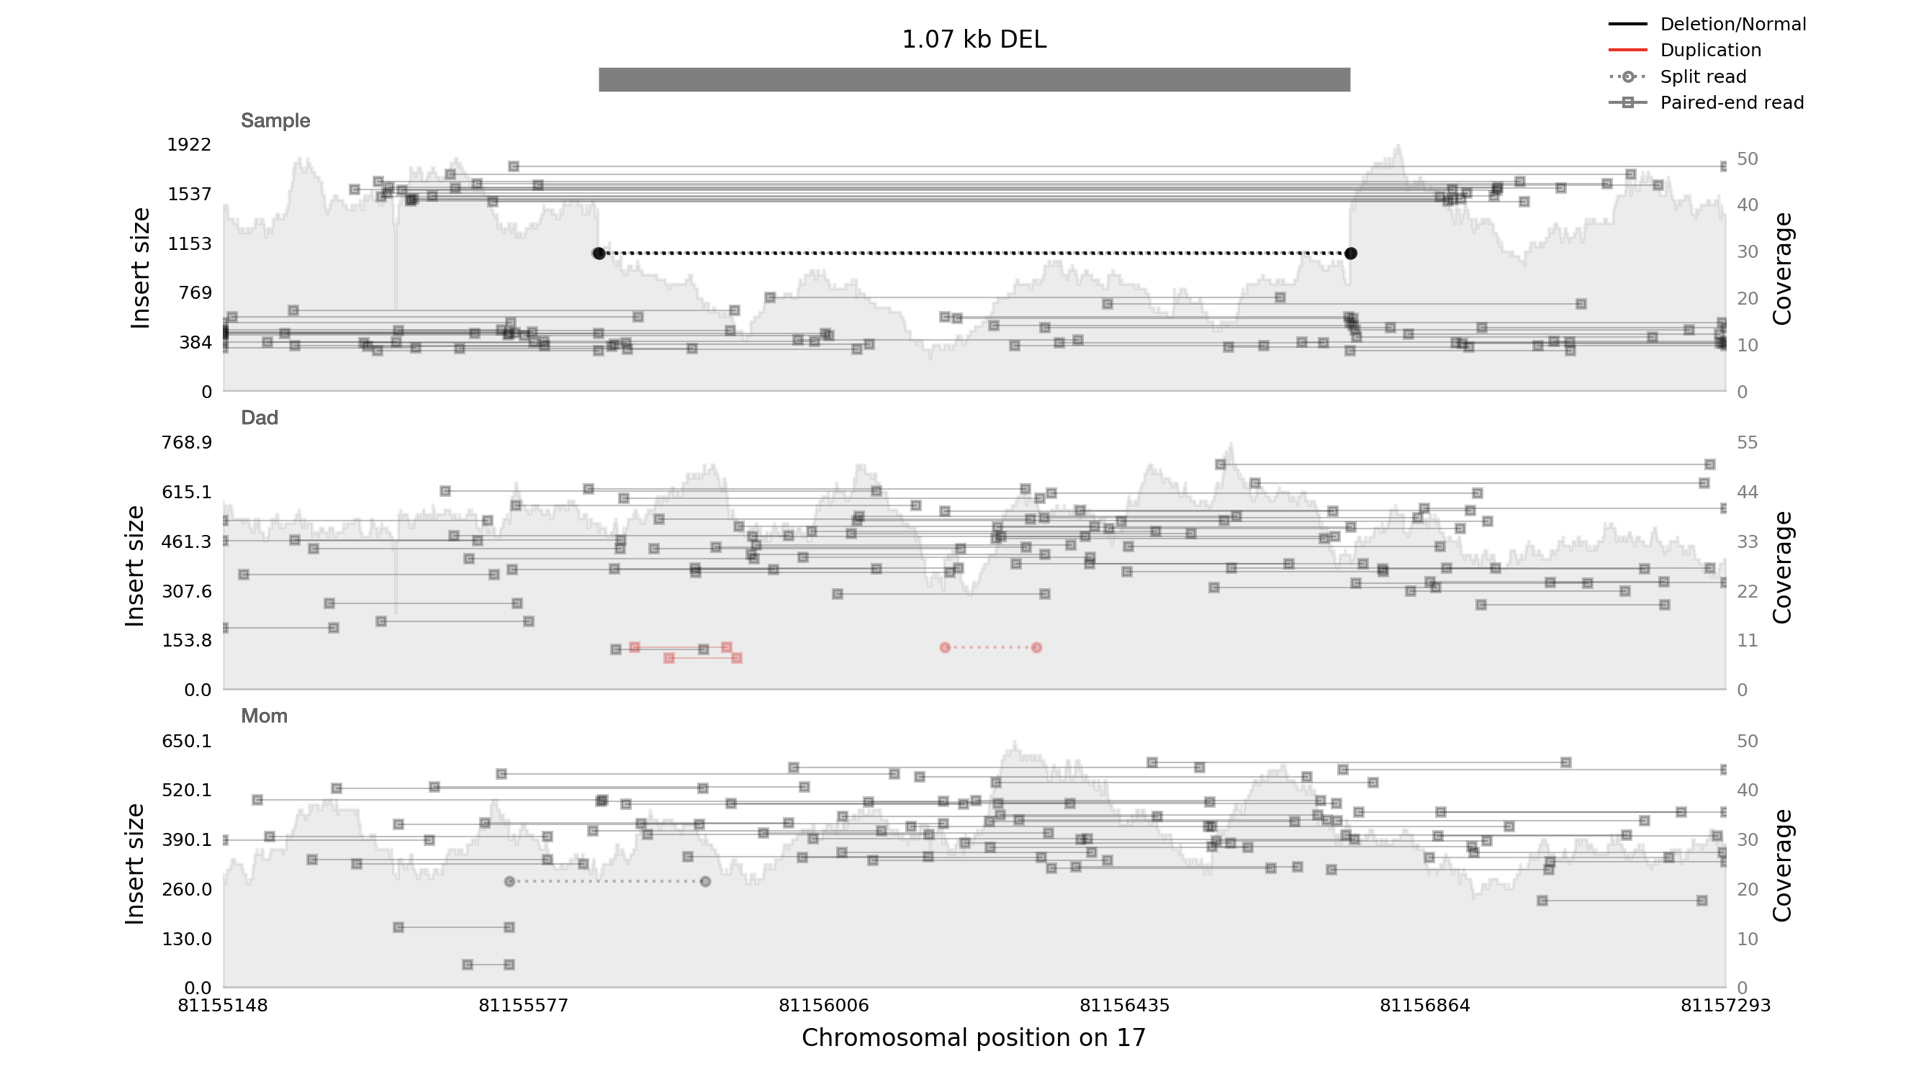 1.07 kb DEL
Deletion/Normal
Duplication
Split read
Paired-end read
Sample
1922
1537
1153
769
384
0
Insert size
50
40
30
20
10
0
Coverage
Dad
768.9
615.1
461.3
307.6
153.8
0.0
Insert size
55
44
33
22
11
0
Coverage
Mom
650.1
520.1
390.1
260.0
130.0
0.0
Insert size
50
40
30
20
10
0
Coverage
81155148 81155577 81156006 81156435 81156864 81157293
Chromosomal position on 17